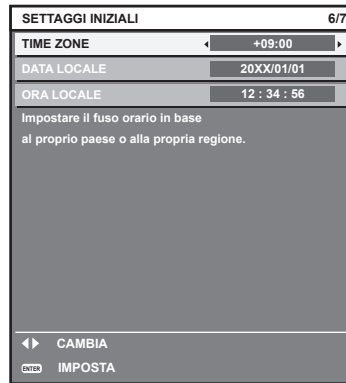 SETTAGGI INIZIALI 6/7
TIME ZONE +09:00
DATA LOCALE 20XX/01/01
ORA LOCALE 12 : 34 : 56
Impostare il fuso orario in base
al proprio paese o alla propria regione.
CAMBIA
ENTER IMPOSTA